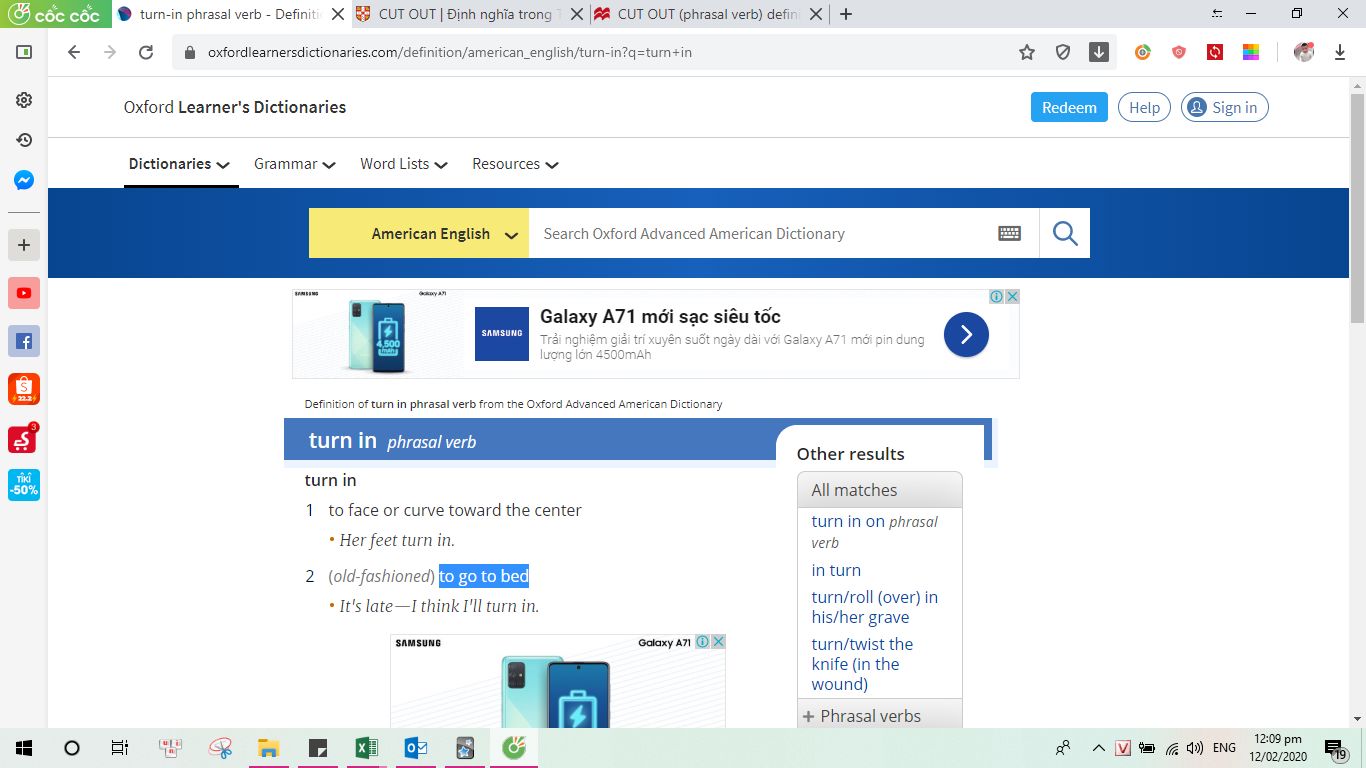 cốc cốc
turn-in phrasal verb - Definiti
CUT OUT | Định nghĩa trong T
CUT OUT (phrasal verb) defin
oxfordlearnersdictionaries.com/definition/american_english/turn-in?q=turn+in
Oxford Learner's Dictionaries
Redeem
Help
Sign in
Dictionaries
Grammar
Word Lists
Resources
American English
Search Oxford Advanced American Dictionary
SAMSUNG
Galaxy A71
4,500
mAh
SAMSUNG
Galaxy A71 mới sạc siêu tốc
Trải nghiệm giải trí xuyên suốt ngày dài với Galaxy A71 mới pin dung
lượng lớn 4500mAh
22.2
3
TIKI
-50%
Definition of turn in phrasal verb from the Oxford Advanced American Dictionary
turn in phrasal verb
turn in
1 to face or curve toward the center
• Her feet turn in.
2 (old-fashioned) to go to bed
• It's late—I think I'll turn in.
SAMSUNG
Galaxy A71
Other results
All matches
turn in on phrasal
verb
in turn
turn/roll (over) in
his/her grave
turn/twist the
knife (in the
wound)
+ Phrasal verbs
ENG
12:09 pm
12/02/2020
19